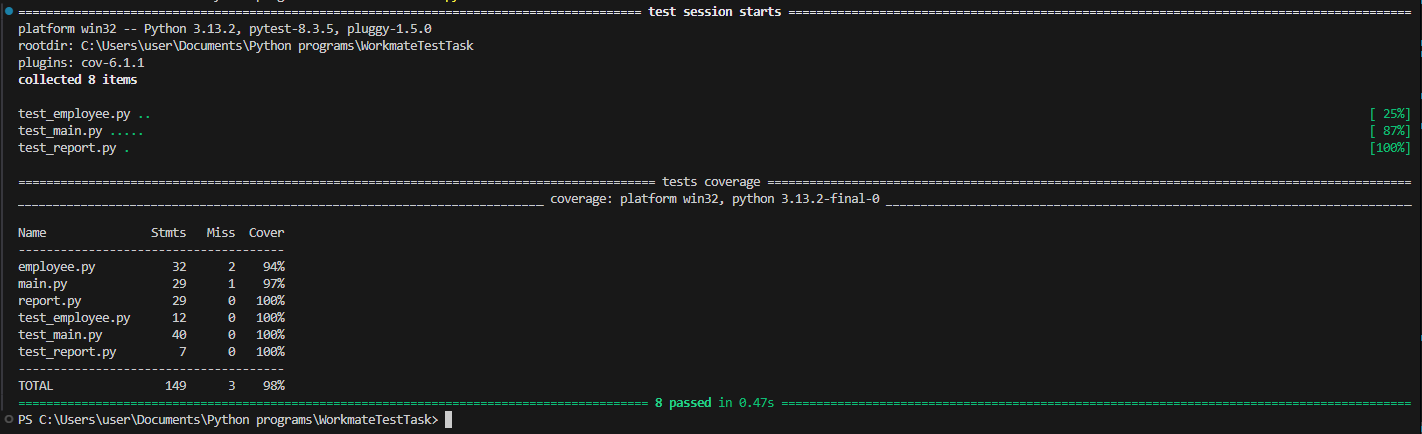 ============================= test session starts =============================
platform win32 -- Python 3.13.2, pytest-8.3.5, pluggy-1.5.0
rootdir: C:\Users\user\Documents\Python programs\WorkmateTestTask
plugins: cov-6.1.1
collected 8 items
test_employee.py .. [ 25%]
test_main.py ..... [ 87%]
test_report.py . [100%]
============================= tests coverage =============================
_____________________________ coverage: platform win32, python 3.13.2-final-0 _____________________________
Name Stmts Miss Cover
--------------------------------------
employee.py 32 2 94%
main.py 29 1 97%
report.py 29 0 100%
test_employee.py 12 0 100%
test_main.py 40 0 100%
test_report.py 7 0 100%
--------------------------------------
TOTAL 149 3 98%
============================= 8 passed in 0.47s =============================
PS C:\Users\user\Documents\Python programs\WorkmateTestTask>